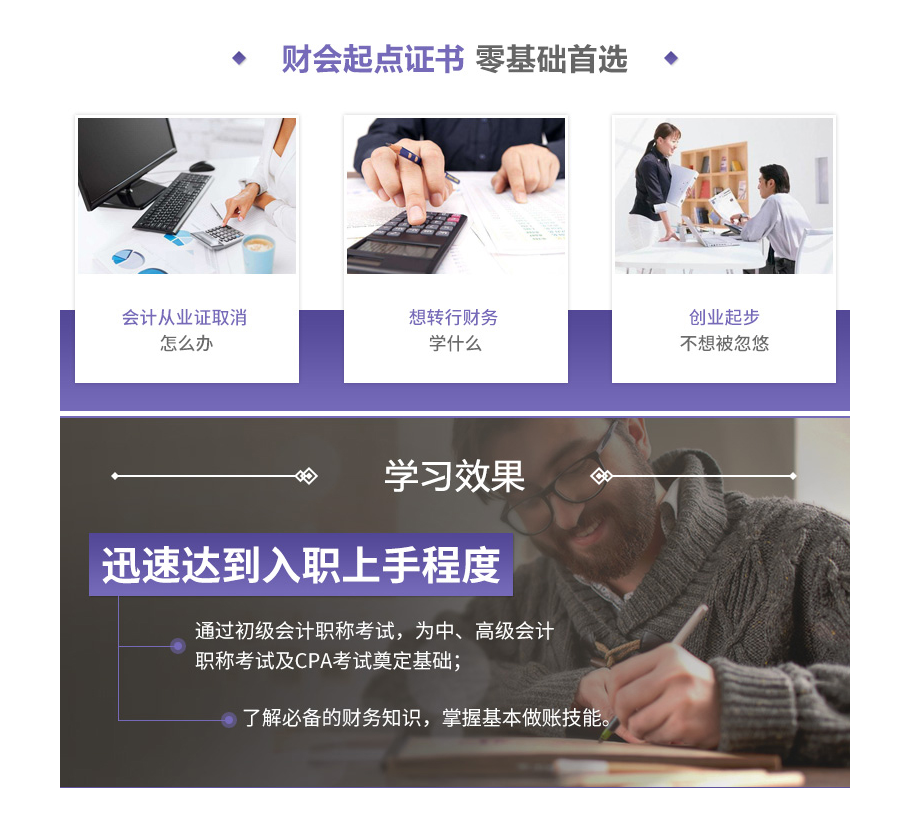 财会起点证书 零基础首选
会计从业证取消
怎么办
想转行财务
学什么
创业起步
不想被忽悠
学习效果
迅速达到入职上手程度
通过初级会计职称考试，为中、高级会计
职称考试及CPA考试奠定基础；
了解必备的财务知识，掌握基本做账技能。